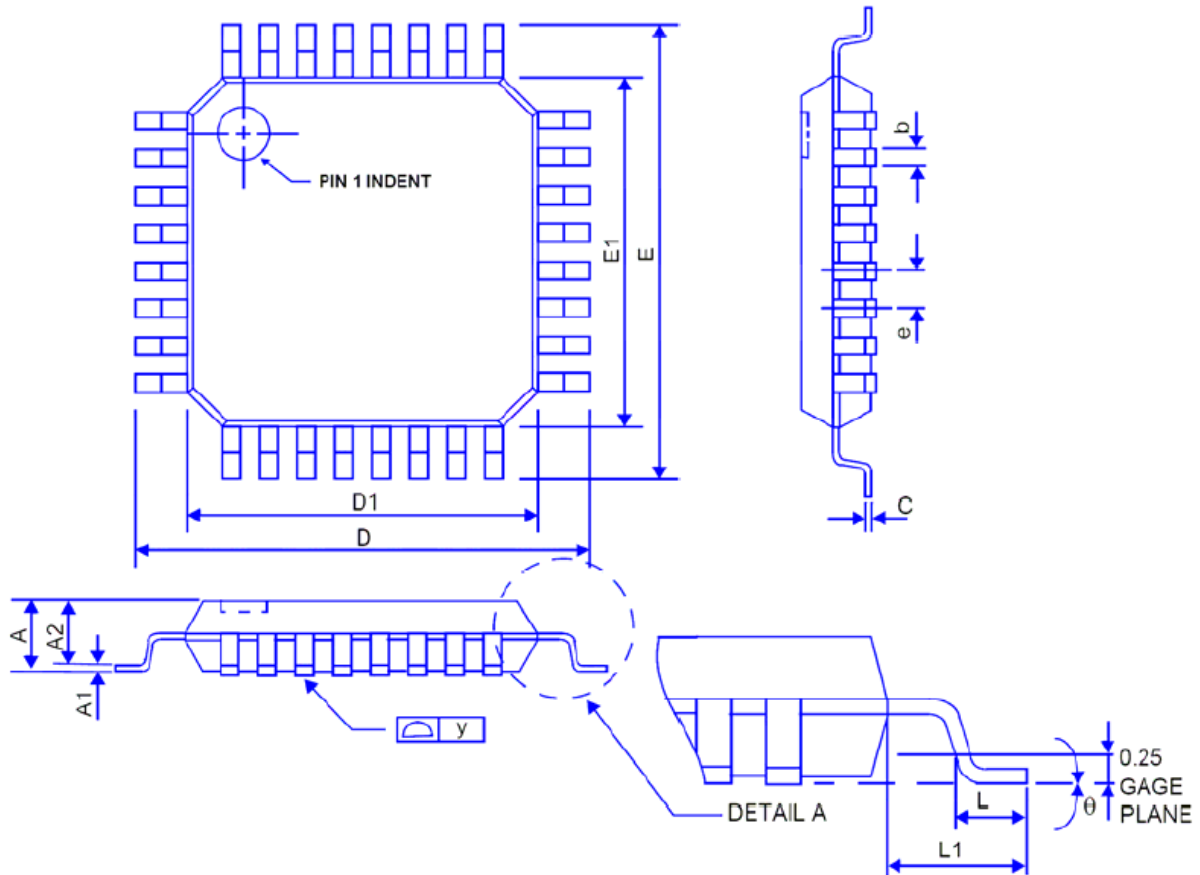 PIN 1 INDENT
E1
E
b
e
C
D1
D
A
A2
A1
y
DETAIL A
0.25
GAGE
PLANE
θ
L
L1